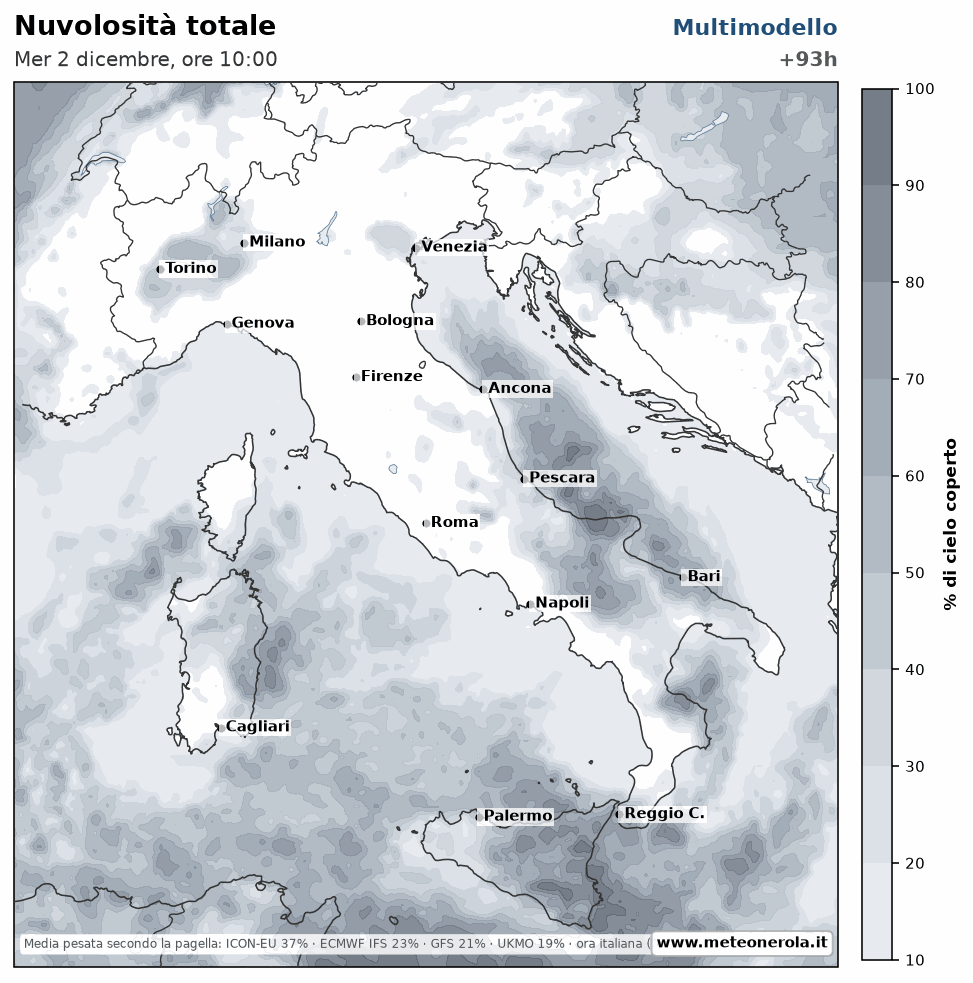 Nuvolosità totale
Multimodello
Mer 2 dicembre, ore 10:00
+93h
100
90
80
70
60
50
40
30
20
10
% di cielo coperto
Milano
Venezia
Torino
Genova
Bologna
Firenze
Ancona
Pescara
Roma
Bari
Napoli
Cagliari
Palermo
Reggio C.
Media pesata secondo la pagella: ICON-EU 37% · ECMWF IFS 23% · GFS 21% · UKMO 19% · ora italiana (
www.meteonerola.it